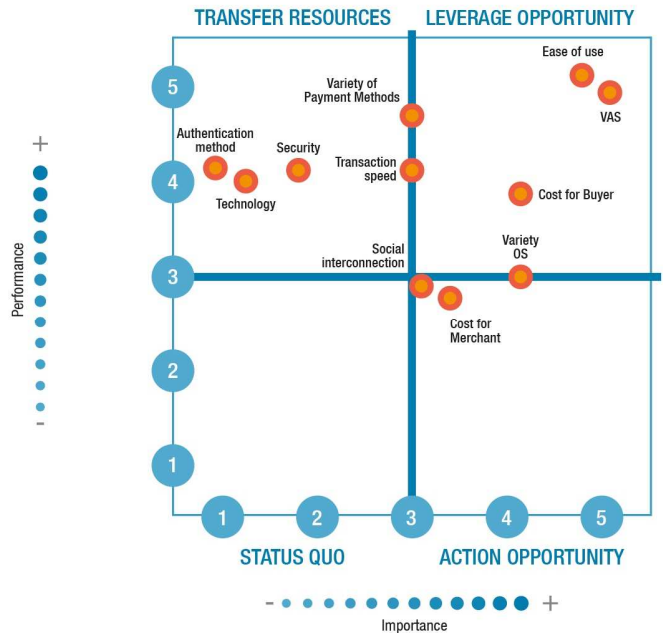 TRANSFER RESOURCES
LEVERAGE OPPORTUNITY
Ease of use
5
Variety of
Payment Methods
VAS
+
Authentication
method
Security
Transaction
speed
4
Technology
Cost for Buyer
Performance
Social
interconnection
Variety
OS
3
Cost for
Merchant
2
-
1
1
2
3
4
5
STATUS QUO
ACTION OPPORTUNITY
-
+
Importance